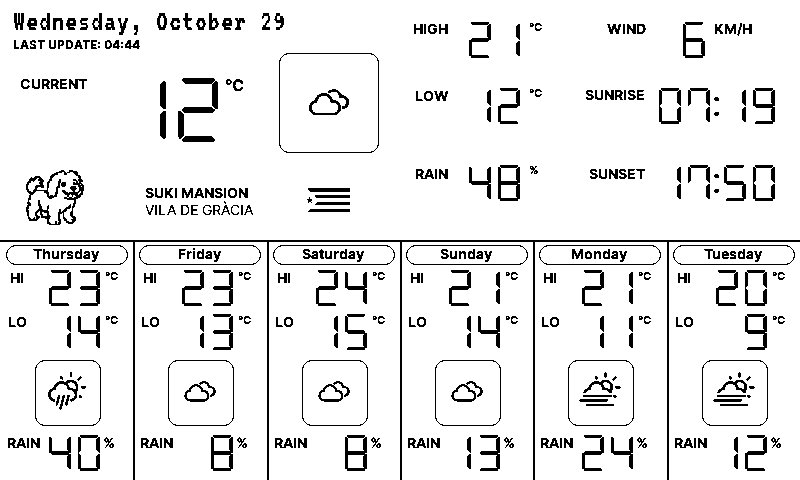 Wednesday, October 29
LAST UPDATE: 04:44
CURRENT 12 °C
SUKI MANSION
VILA DE GRÀCIA
HIGH 21 °C
LOW 12 °C
RAIN 48 %
WIND 6 KM/H
SUNRISE 07:19
SUNSET 17:50
Thursday
HI 23 °C
LO 14 °C
RAIN 40 %
Friday
HI 23 °C
LO 13 °C
RAIN 8 %
Saturday
HI 24 °C
LO 15 °C
RAIN 8 %
Sunday
HI 21 °C
LO 14 °C
RAIN 13 %
Monday
HI 21 °C
LO 11 °C
RAIN 24 %
Tuesday
HI 20 °C
LO 9 °C
RAIN 12 %